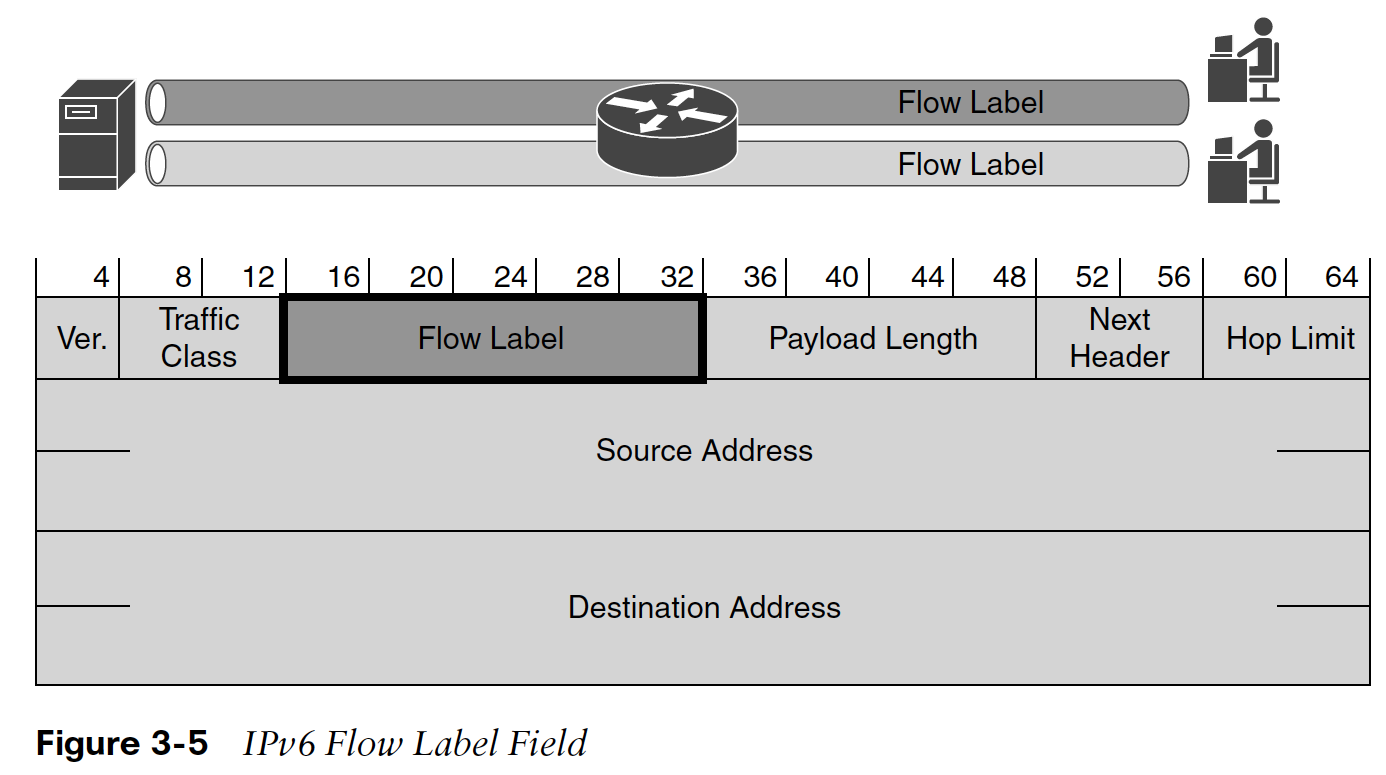 Flow Label
Flow Label
4 8 12 16 20 24 28 32 36 40 44 48 52 56 60 64
Ver.
Traffic
Class
Flow Label
Payload Length
Next
Header
Hop Limit
Source Address
Destination Address
Figure 3-5 IPv6 Flow Label Field